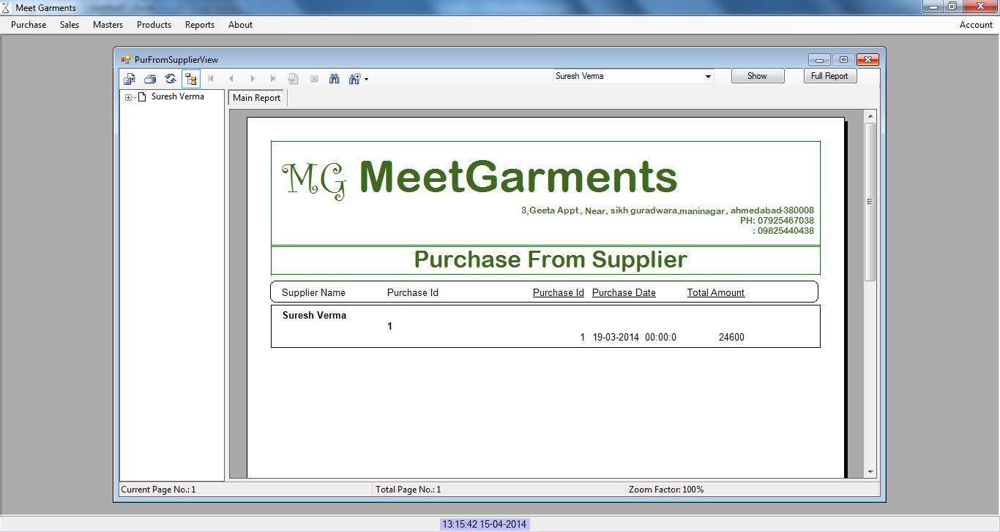 Meet Garments
Purchase Sales Masters Products Reports About Account
PurFromSupplierView
Suresh Verma Show Full Report
Suresh Verma
Main Report
MG MeetGarments
3,Geeta Appt, Near, sikh guradwara,maninagar, ahmedabad-380008
PH: 07925467038
: 09825440438
Purchase From Supplier
Supplier Name Purchase Id Purchase Id Purchase Date Total Amount
Suresh Verma
1
1 19-03-2014 00:00:0 24600
Current Page No.: 1 Total Page No.: 1 Zoom Factor: 100%
13:15:42 15-04-2014